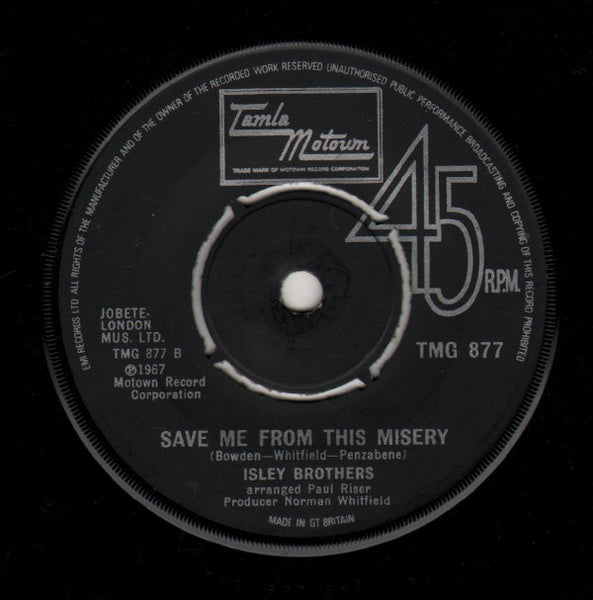 EMI RECORDS LTD ALL RIGHTS OF THE MANUFACTURER AND OF THE OWNER OF THE RECORDED WORK RESERVED UNAUTHORISED PUBLIC PERFORMANCE BROADCASTING AND COPYING OF THIS RECORD PROHIBITED
Tamla
Motown
TRADE MARK OF MOTOWN RECORD CORPORATION
45
R.P.M.
JOBETE-
LONDON
MUS. LTD.
TMG 877 B
℗1967
Motown Record
Corporation
TMG 877
SAVE ME FROM THIS MISERY
(Bowden—Whitfield—Penzabene)
ISLEY BROTHERS
arranged Paul Riser
Producer Norman Whitfield
MADE IN GT BRITAIN